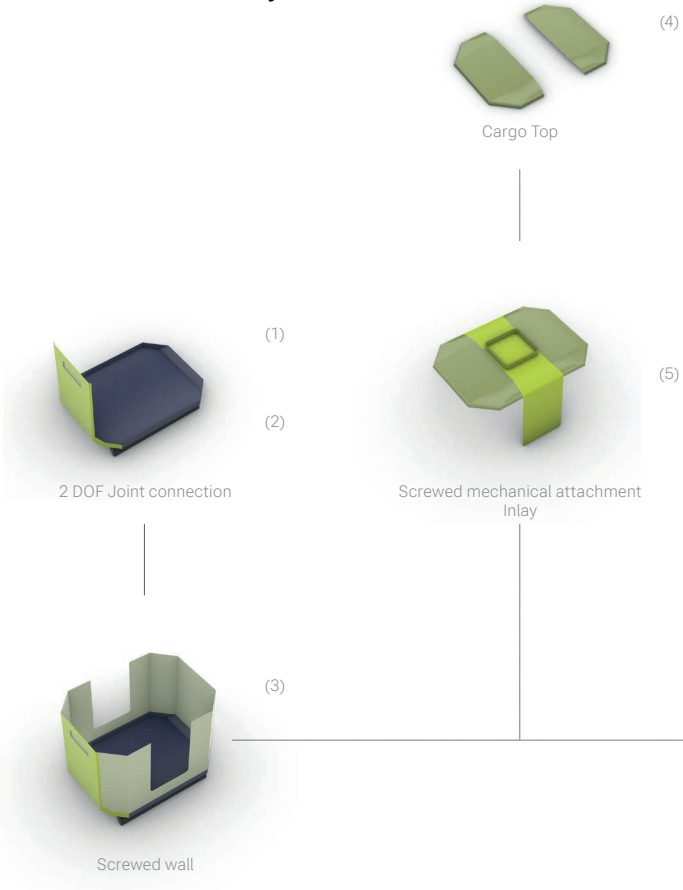 (4)
Cargo Top
(1)
(5)
(2)
2 DOF Joint connection
Screwed mechanical attachment
Inlay
(3)
Screwed wall